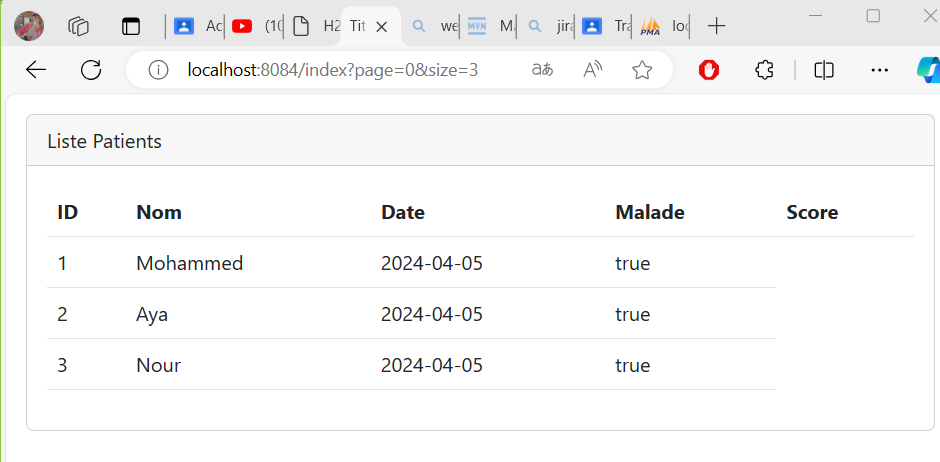 Ac (10 H2 Tit we MVN M jira Tra PMA loc
localhost:8084/index?page=0&size=3
Liste Patients
ID Nom Date Malade Score
1 Mohammed 2024-04-05 true
2 Aya 2024-04-05 true
3 Nour 2024-04-05 true